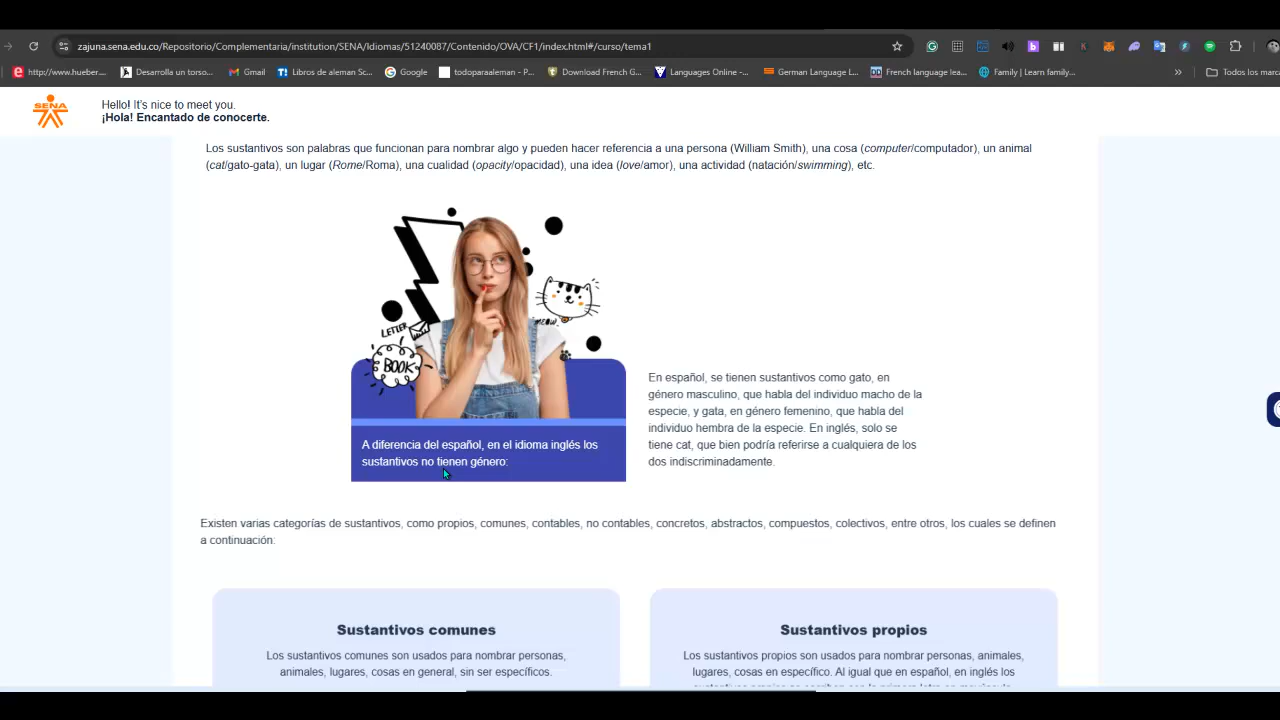 zajuna.sena.edu.co/Repositorio/Complementaria/institution/SENA/Idiomas/51240087/Contenido/OVA/CF1/index.html#/curso/tema1
http://www.hueber.... Desarrolla un torso... Gmail Libros de aleman Sc... Google todoparaaleman - P... Download French G... Languages Online -... German Language L... French language lea... Family | Learn family... » Todos los marca
SENA
Hello! It's nice to meet you.
¡Hola! Encantado de conocerte.
Los sustantivos son palabras que funcionan para nombrar algo y pueden hacer referencia a una persona (William Smith), una cosa (computer/computador), un animal
(cat/gato-gata), un lugar (Rome/Roma), una cualidad (opacity/opacidad), una idea (love/amor), una actividad (natación/swimming), etc.
LETTER
MEOW.
BOOK
A diferencia del español, en el idioma inglés los
sustantivos no tienen género:
En español, se tienen sustantivos como gato, en
género masculino, que habla del individuo macho de la
especie, y gata, en género femenino, que habla del
individuo hembra de la especie. En inglés, solo se
tiene cat, que bien podría referirse a cualquiera de los
dos indiscriminadamente.
Existen varias categorías de sustantivos, como propios, comunes, contables, no contables, concretos, abstractos, compuestos, colectivos, entre otros, los cuales se definen
a continuación:
Sustantivos comunes
Los sustantivos comunes son usados para nombrar personas,
animales, lugares, cosas en general, sin ser específicos.
Sustantivos propios
Los sustantivos propios son usados para nombrar personas, animales,
lugares, cosas en específico. Al igual que en español, en inglés los